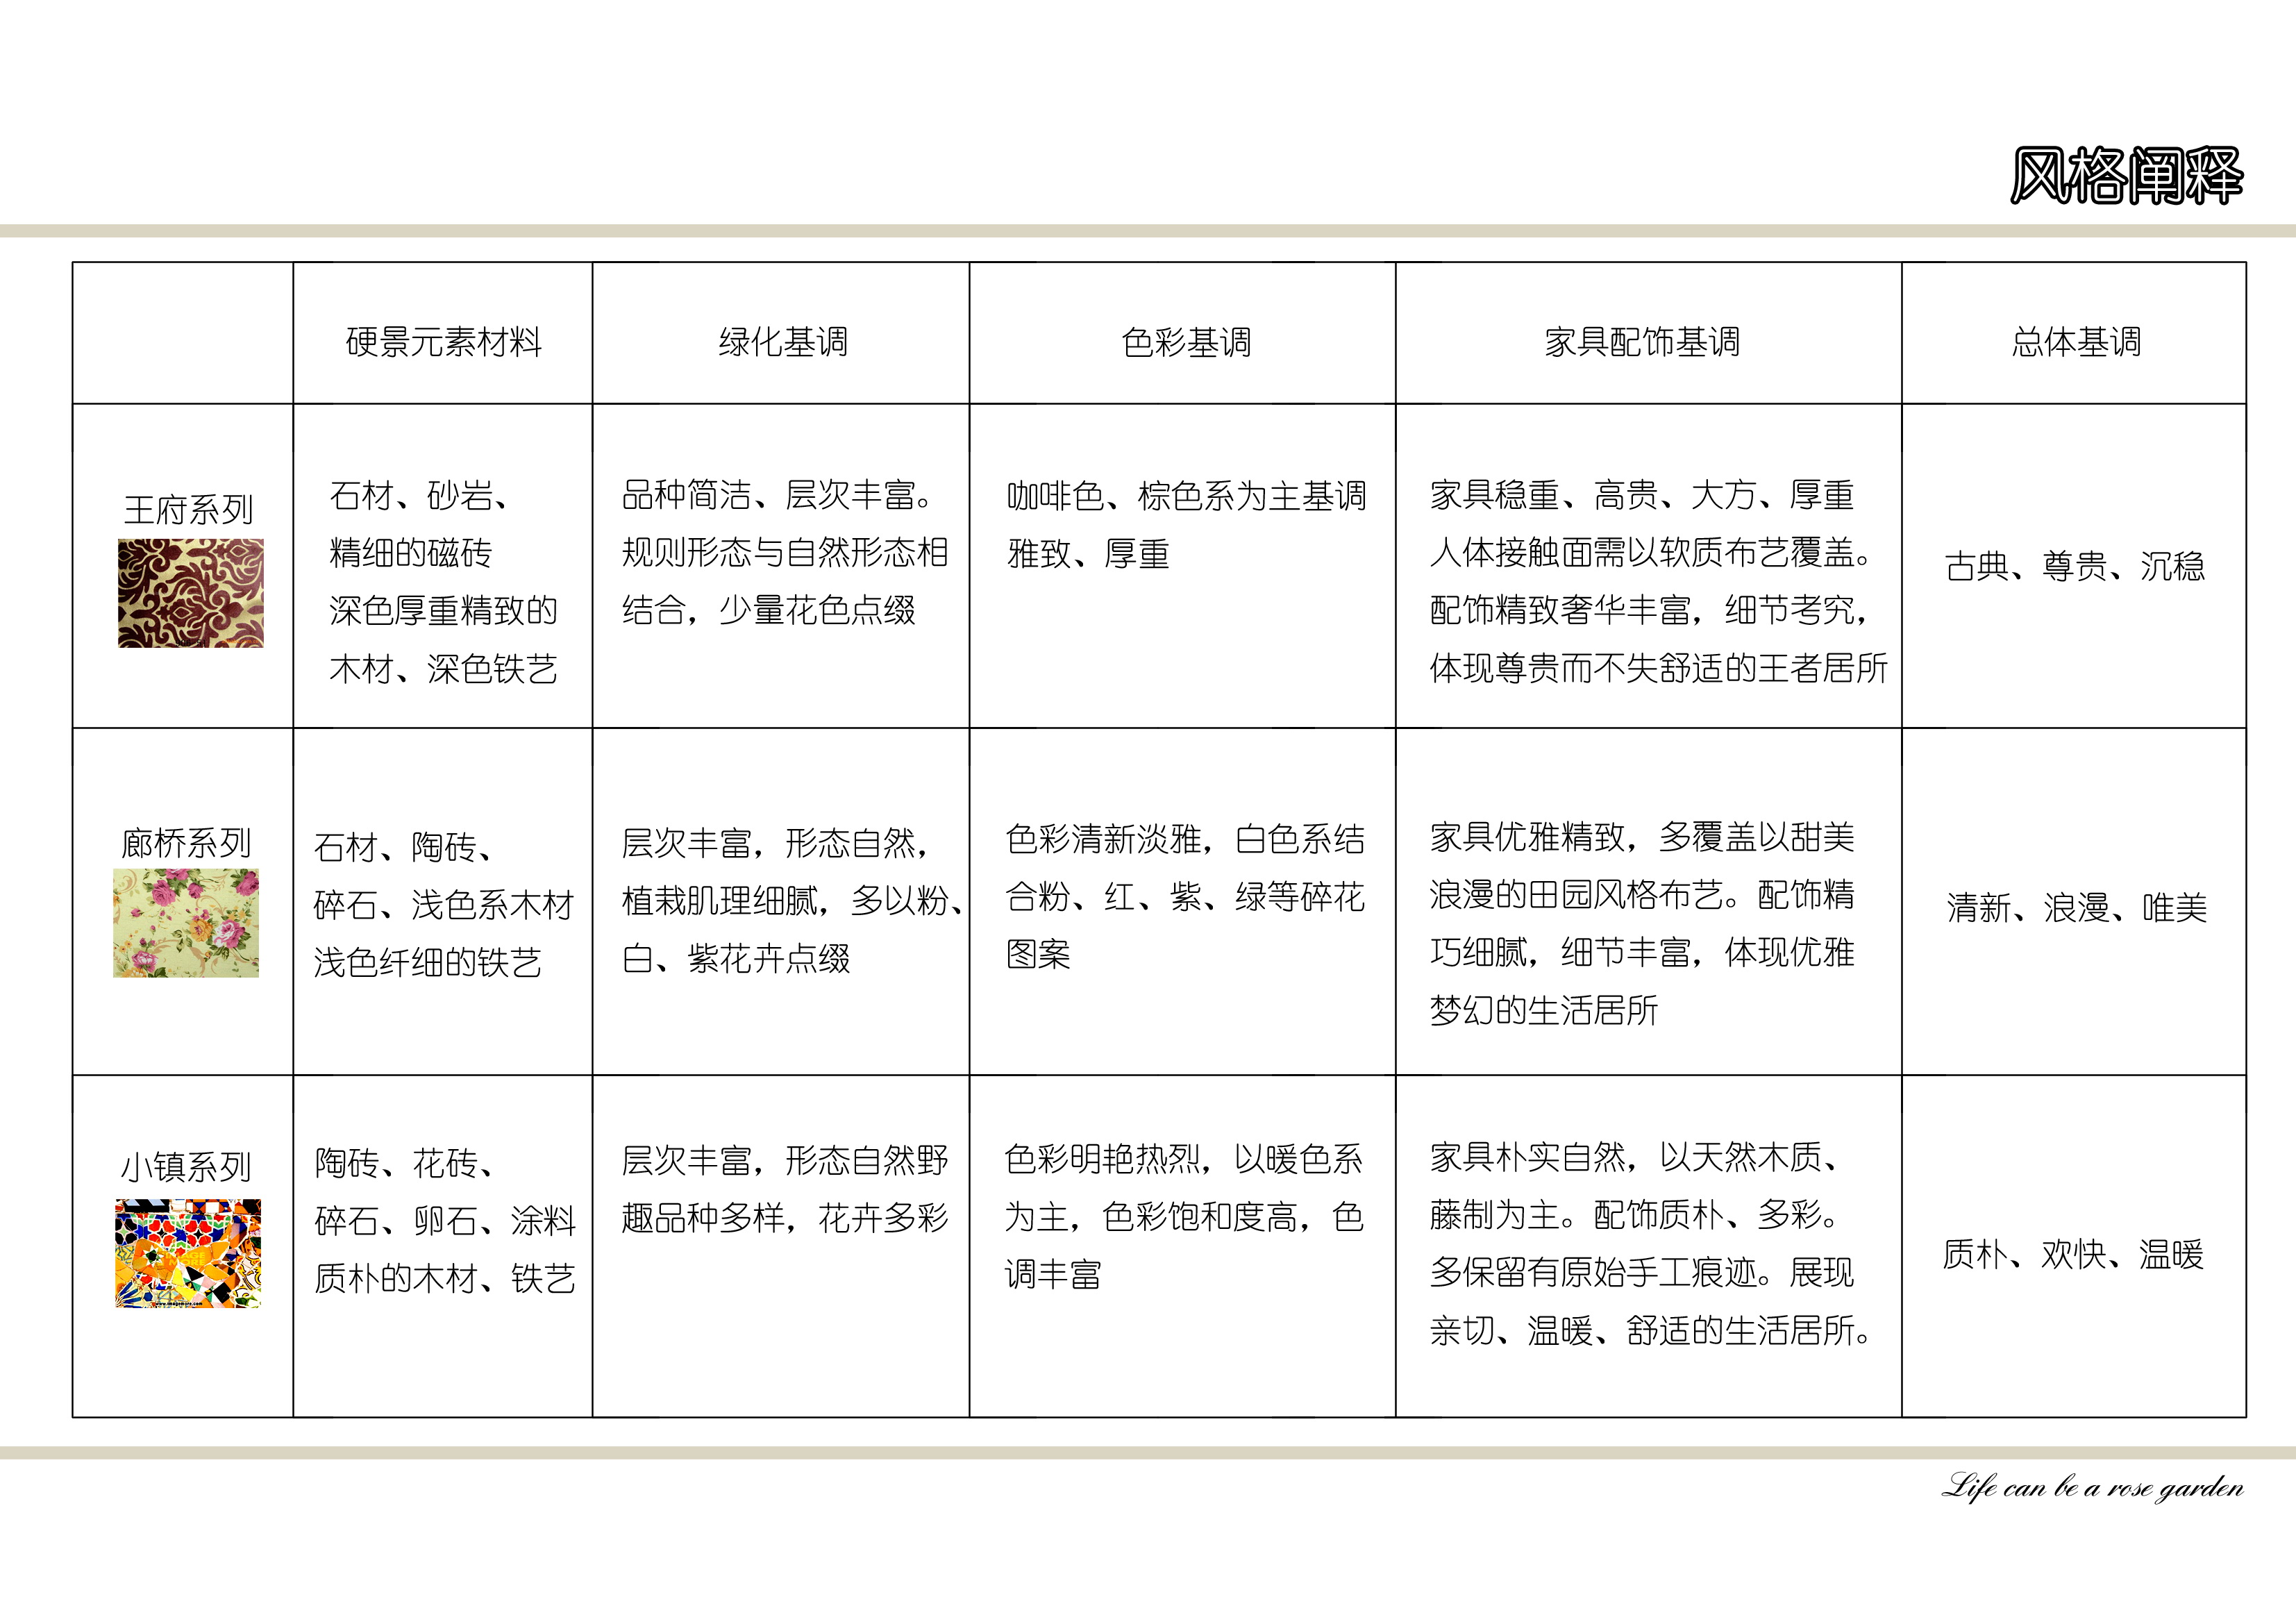 风格阐释
硬景元素材料
绿化基调
色彩基调
家具配饰基调
总体基调
王府系列
石材、砂岩、
精细的磁砖
深色厚重精致的
木材、深色铁艺
品种简洁、层次丰富。
规则形态与自然形态相
结合，少量花色点缀
咖啡色、棕色系为主基调
雅致、厚重
家具稳重、高贵、大方、厚重
人体接触面需以软质布艺覆盖。
配饰精致奢华丰富，细节考究，
体现尊贵而不失舒适的王者居所
古典、尊贵、沉稳
廊桥系列
石材、陶砖、
碎石、浅色系木材
浅色纤细的铁艺
层次丰富，形态自然，
植栽肌理细腻，多以粉、
白、紫花卉点缀
色彩清新淡雅，白色系结
合粉、红、紫、绿等碎花
图案
家具优雅精致，多覆盖以甜美
浪漫的田园风格布艺。配饰精
巧细腻，细节丰富，体现优雅
梦幻的生活居所
清新、浪漫、唯美
小镇系列
陶砖、花砖、
碎石、卵石、涂料
质朴的木材、铁艺
层次丰富，形态自然野
趣品种多样，花卉多彩
色彩明艳热烈，以暖色系
为主，色彩饱和度高，色
调丰富
家具朴实自然，以天然木质、
藤制为主。配饰质朴、多彩。
多保留有原始手工痕迹。展现
亲切、温暖、舒适的生活居所。
质朴、欢快、温暖
Life can be a rose garden